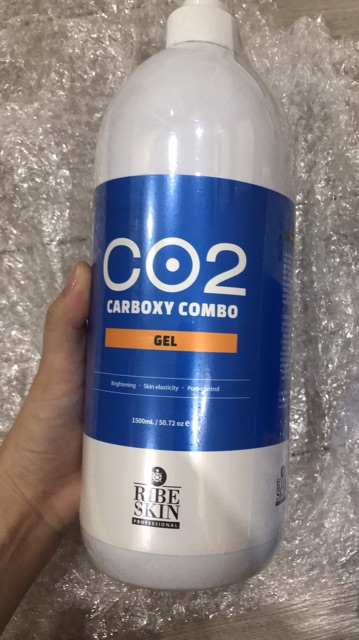 CO2
CARBOXY COMBO
GEL
Brightening · Skin elasticity · Pore control
1500mL / 50.72 oz ℮
RIBE
SKIN
PROFESSIONAL